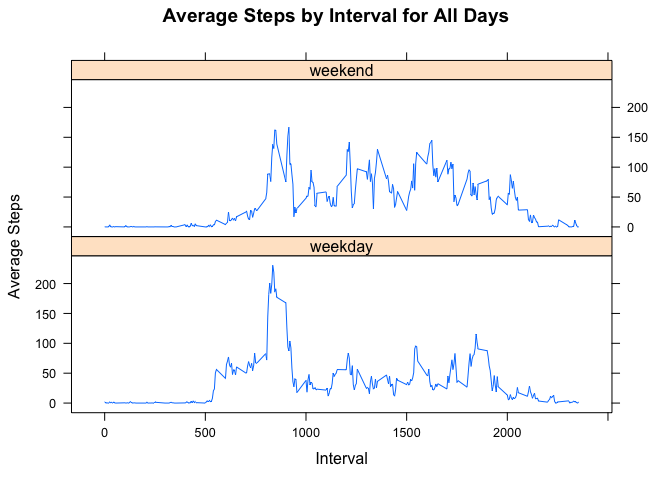 Average Steps by Interval for All Days
weekend
200
150
100
50
0
weekday
200
150
100
50
0
Average Steps
0 500 1000 1500 2000
Interval